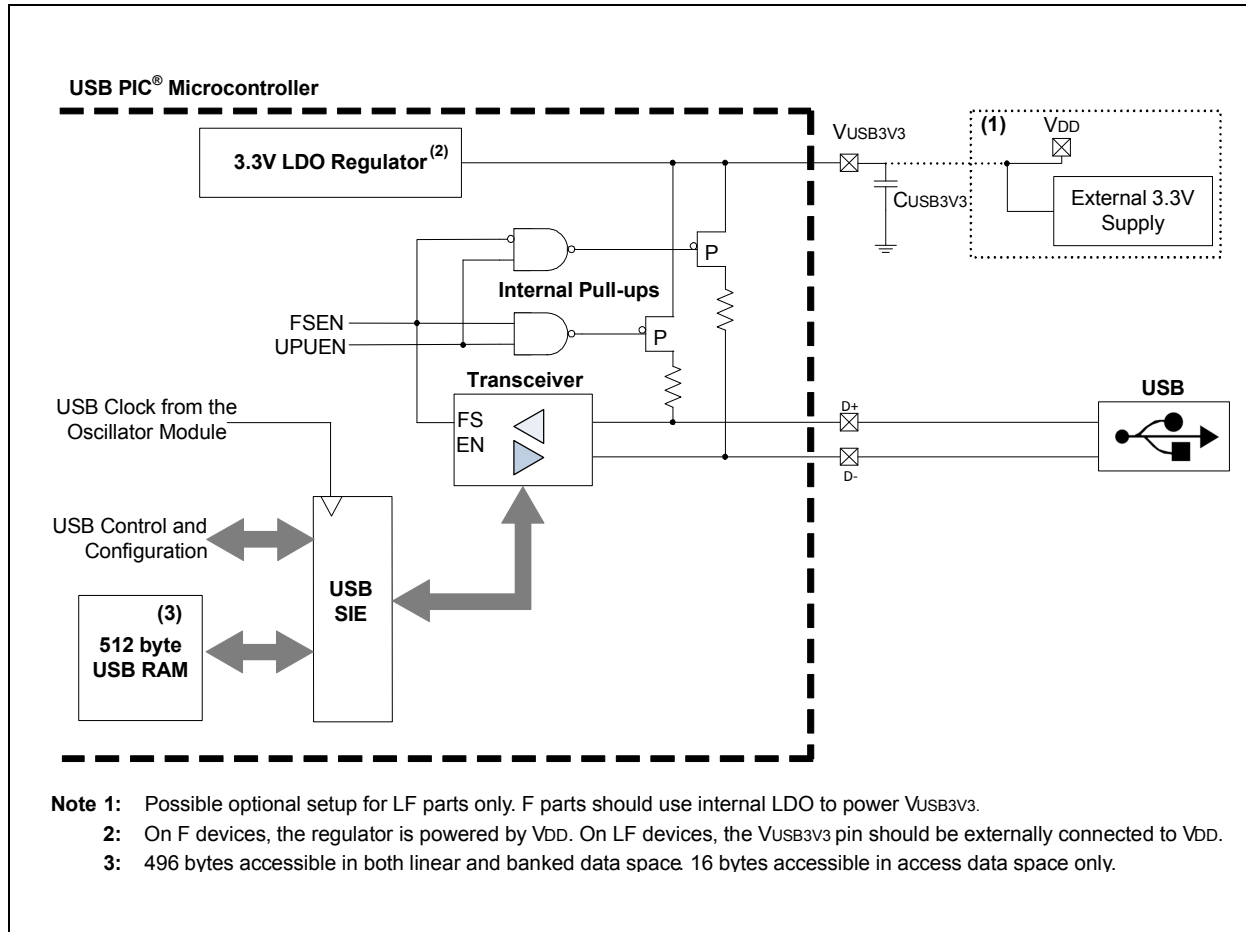 USB PIC® Microcontroller
3.3V LDO Regulator(2)
VUSB3V3
(1)
VDD
CUSB3V3
External 3.3V
Supply
P
Internal Pull-ups
FSEN
UPUEN
P
Transceiver
USB
USB Clock from the
Oscillator Module
FS
EN
D+
D-
USB Control and
Configuration
USB
SIE
(3)
512 byte
USB RAM
Note 1: Possible optional setup for LF parts only. F parts should use internal LDO to power VUSB3V3.
2: On F devices, the regulator is powered by VDD. On LF devices, the VUSB3V3 pin should be externally connected to VDD.
3: 496 bytes accessible in both linear and banked data space. 16 bytes accessible in access data space only.